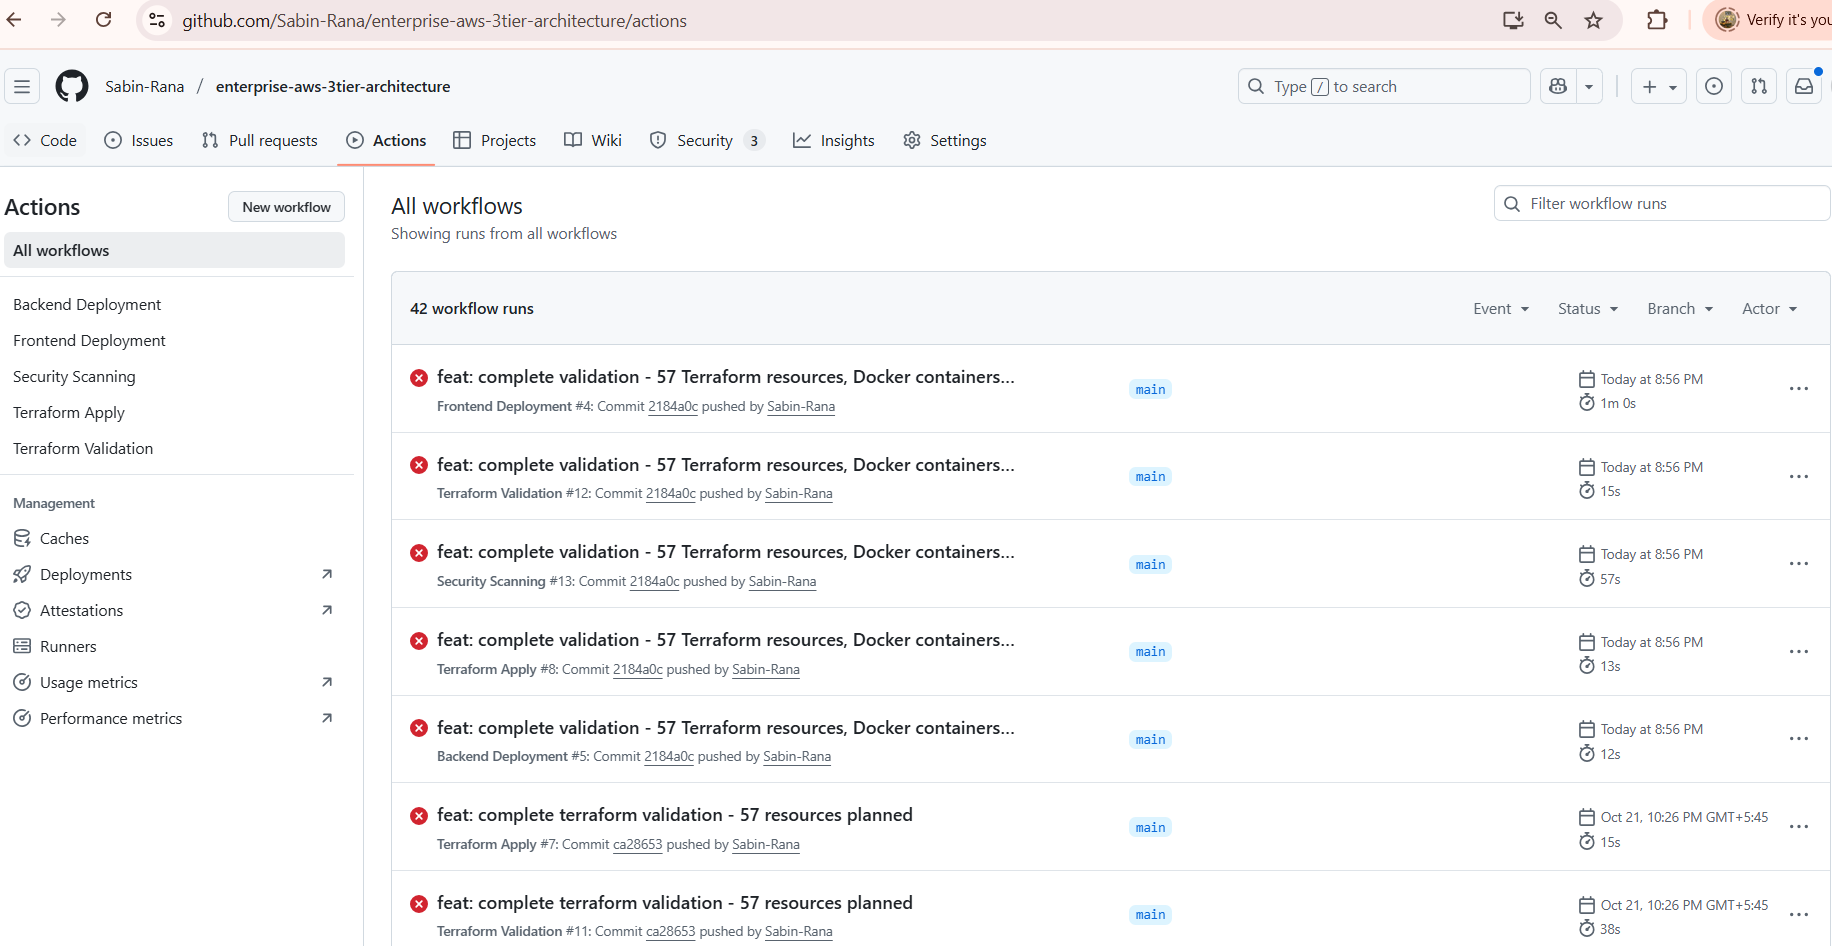 github.com/Sabin-Rana/enterprise-aws-3tier-architecture/actions
Verify it's you
Sabin-Rana / enterprise-aws-3tier-architecture
Type / to search
Code
Issues
Pull requests
Actions
Projects
Wiki
Security 3
Insights
Settings
Actions
New workflow
All workflows
Backend Deployment
Frontend Deployment
Security Scanning
Terraform Apply
Terraform Validation
Management
Caches
Deployments
Attestations
Runners
Usage metrics
Performance metrics
All workflows
Showing runs from all workflows
Filter workflow runs
42 workflow runs
Event
Status
Branch
Actor
feat: complete validation - 57 Terraform resources, Docker containers...
Frontend Deployment #4: Commit 2184a0c pushed by Sabin-Rana
main
Today at 8:56 PM
1m 0s
feat: complete validation - 57 Terraform resources, Docker containers...
Terraform Validation #12: Commit 2184a0c pushed by Sabin-Rana
main
Today at 8:56 PM
15s
feat: complete validation - 57 Terraform resources, Docker containers...
Security Scanning #13: Commit 2184a0c pushed by Sabin-Rana
main
Today at 8:56 PM
57s
feat: complete validation - 57 Terraform resources, Docker containers...
Terraform Apply #8: Commit 2184a0c pushed by Sabin-Rana
main
Today at 8:56 PM
13s
feat: complete validation - 57 Terraform resources, Docker containers...
Backend Deployment #5: Commit 2184a0c pushed by Sabin-Rana
main
Today at 8:56 PM
12s
feat: complete terraform validation - 57 resources planned
Terraform Apply #7: Commit ca28653 pushed by Sabin-Rana
main
Oct 21, 10:26 PM GMT+5:45
15s
feat: complete terraform validation - 57 resources planned
Terraform Validation #11: Commit ca28653 pushed by Sabin-Rana
main
Oct 21, 10:26 PM GMT+5:45
38s